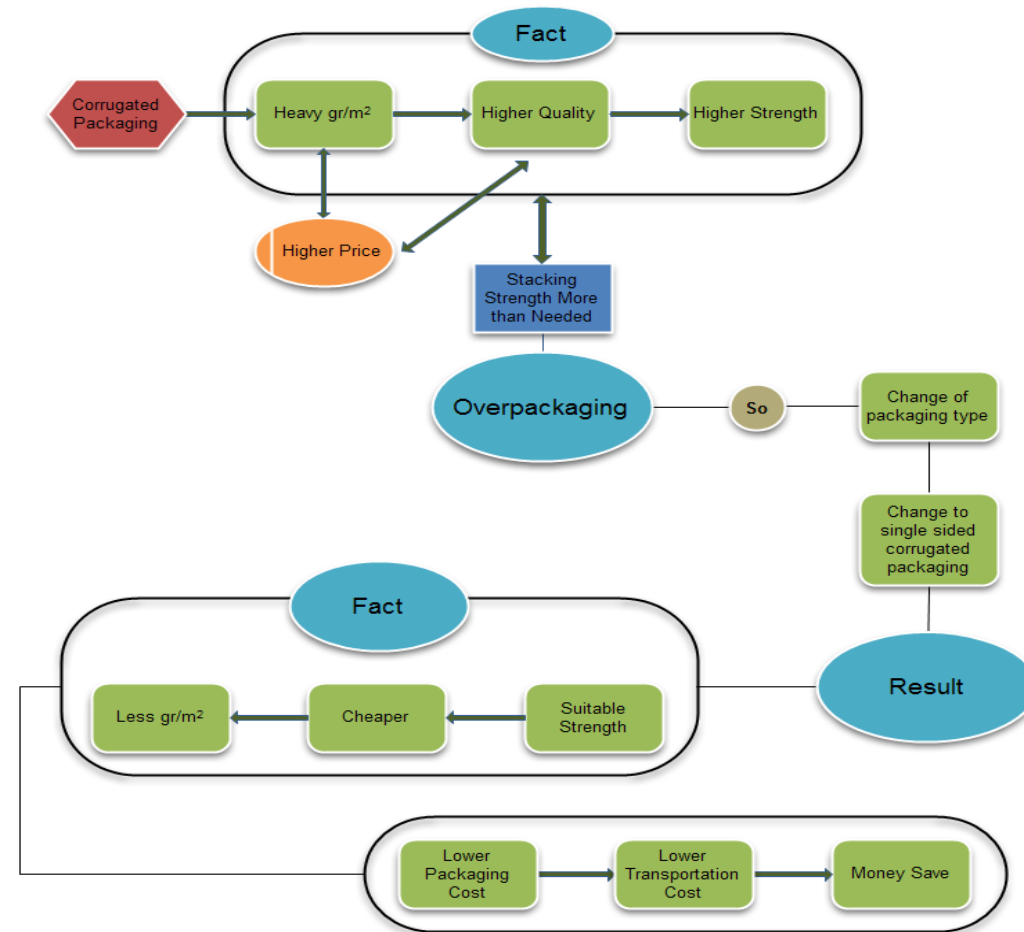 Fact
Corrugated
Packaging
Heavy gr/m²
Higher Quality
Higher Strength
Higher Price
Stacking
Strength More
than Needed
Overpackaging
So
Change of
packaging type
Change to
single sided
corrugated
packaging
Result
Fact
Less gr/m²
Cheaper
Suitable
Strength
Lower
Packaging
Cost
Lower
Transportation
Cost
Money Save